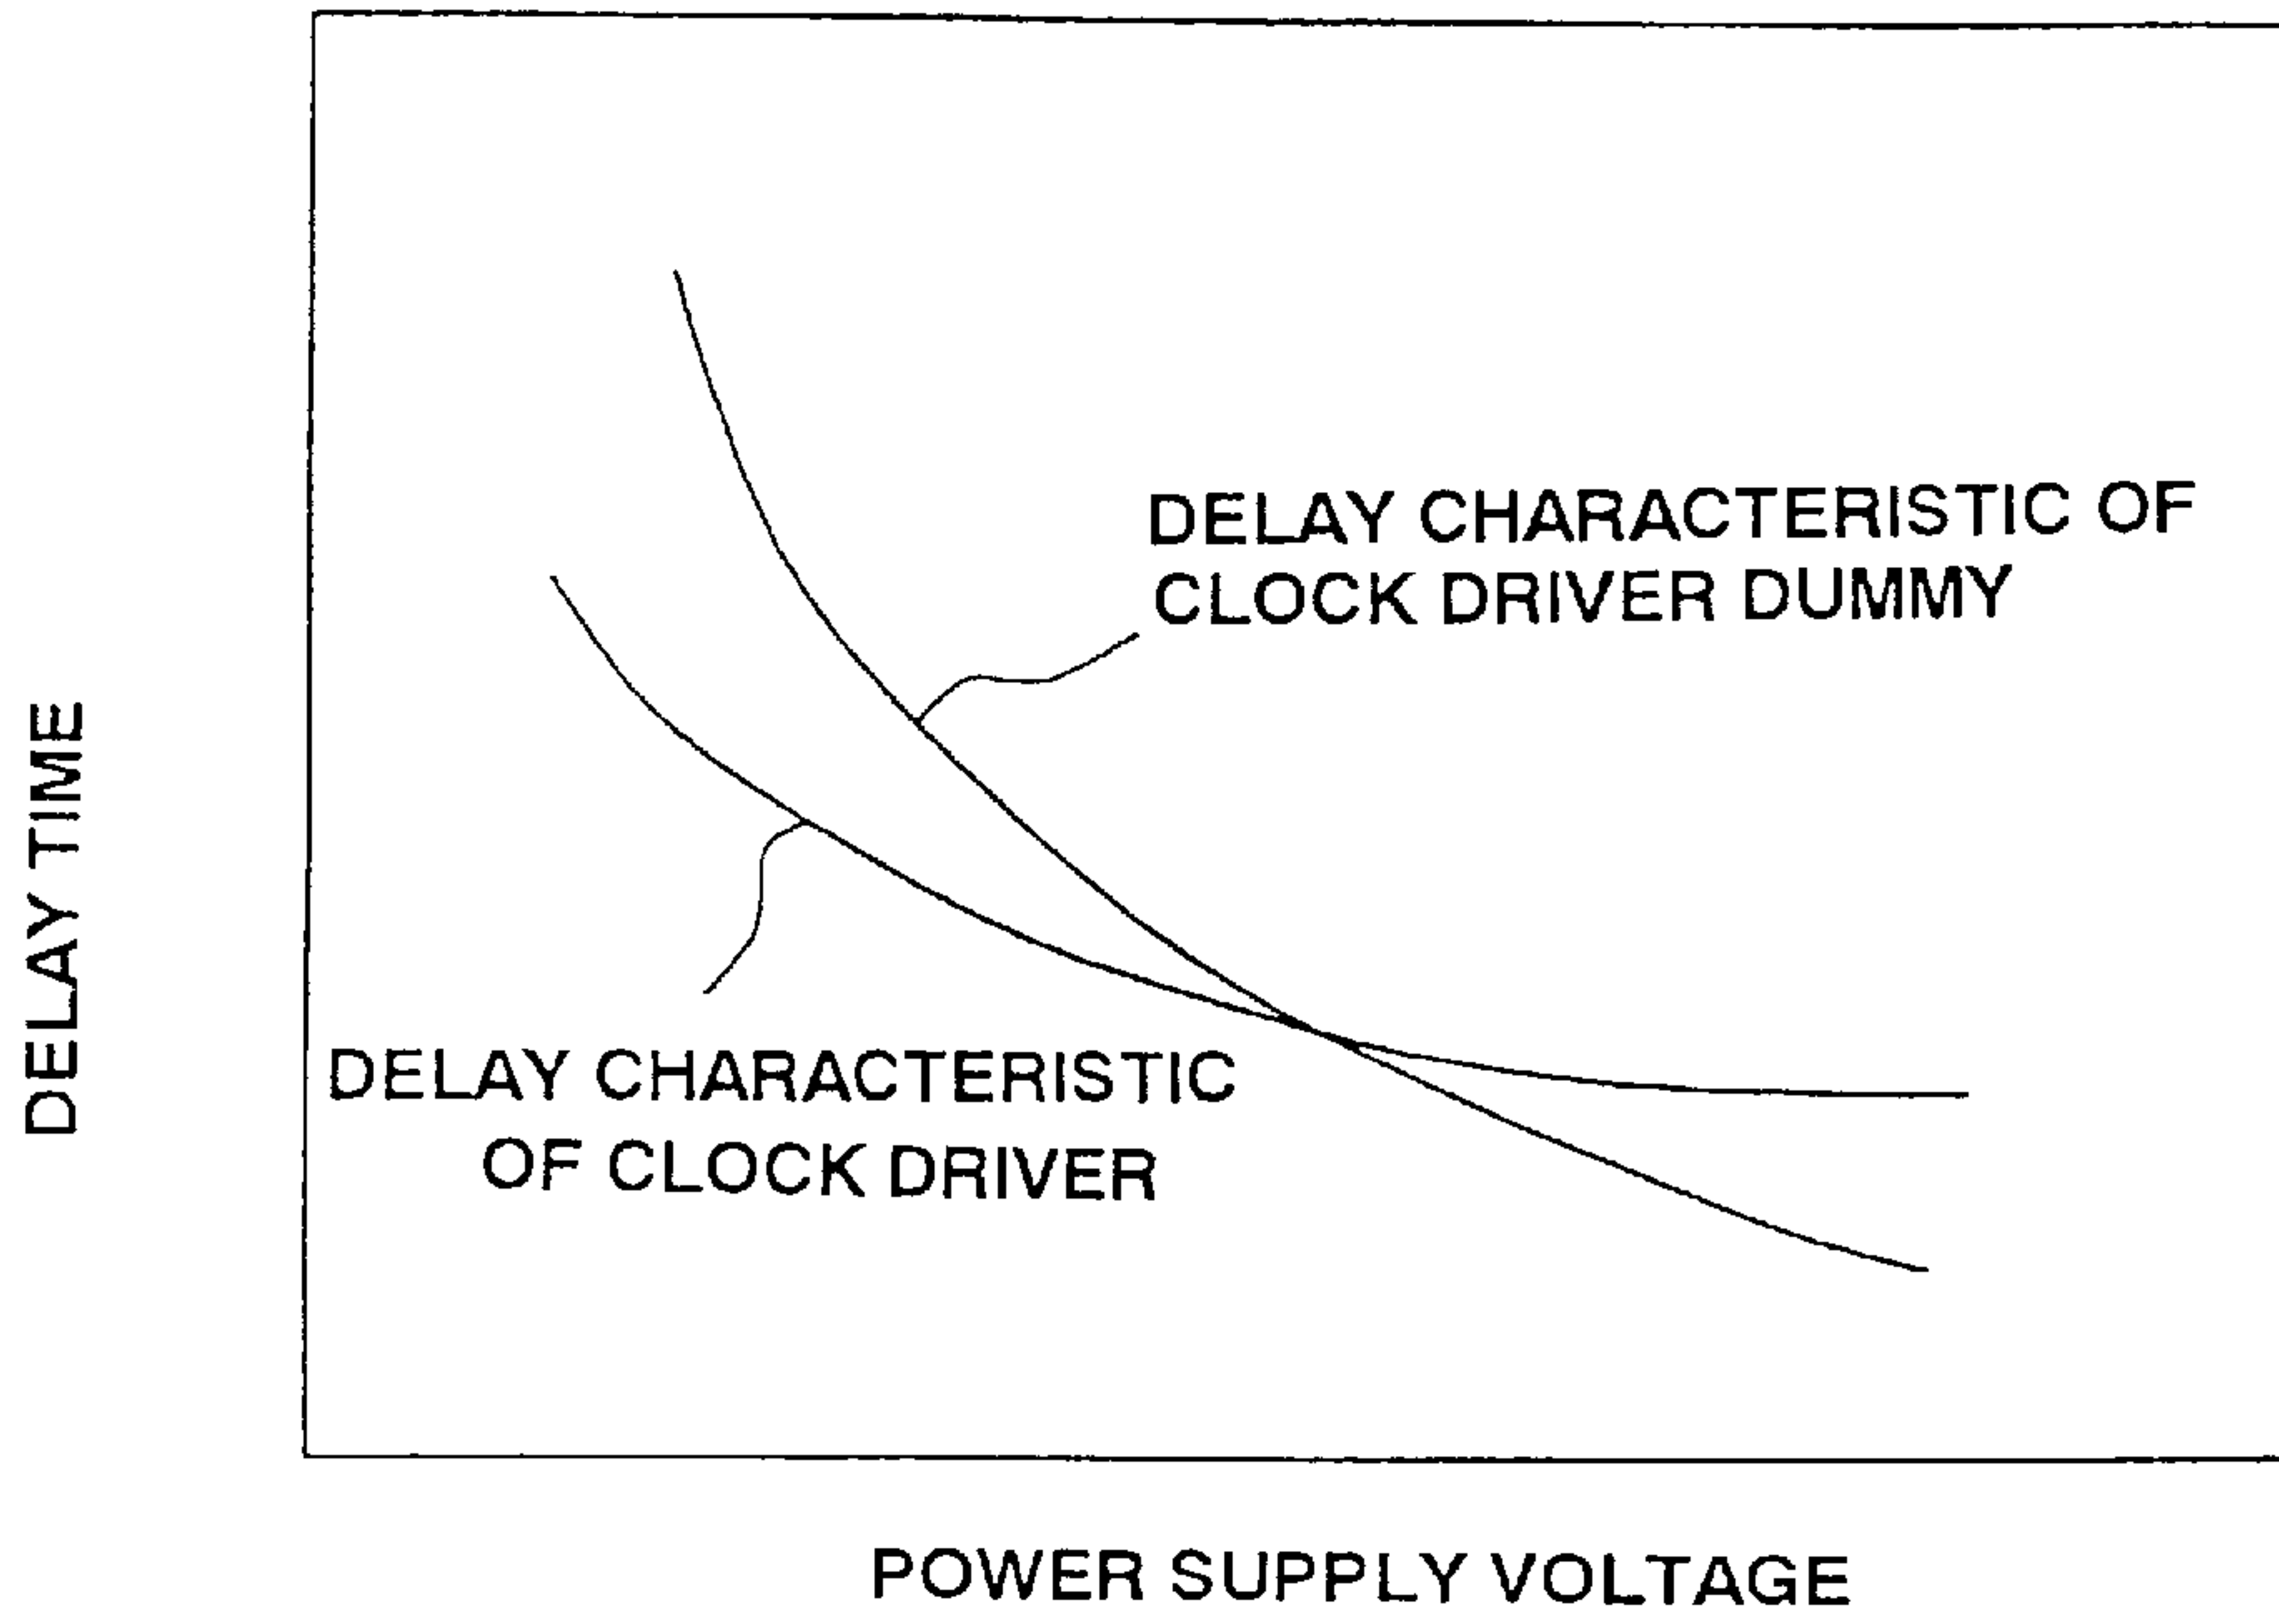 DELAY CHARACTERISTIC OF
CLOCK DRIVER DUMMY
DELAY TIME
DELAY CHARACTERISTIC
OF CLOCK DRIVER
POWER SUPPLY VOLTAGE